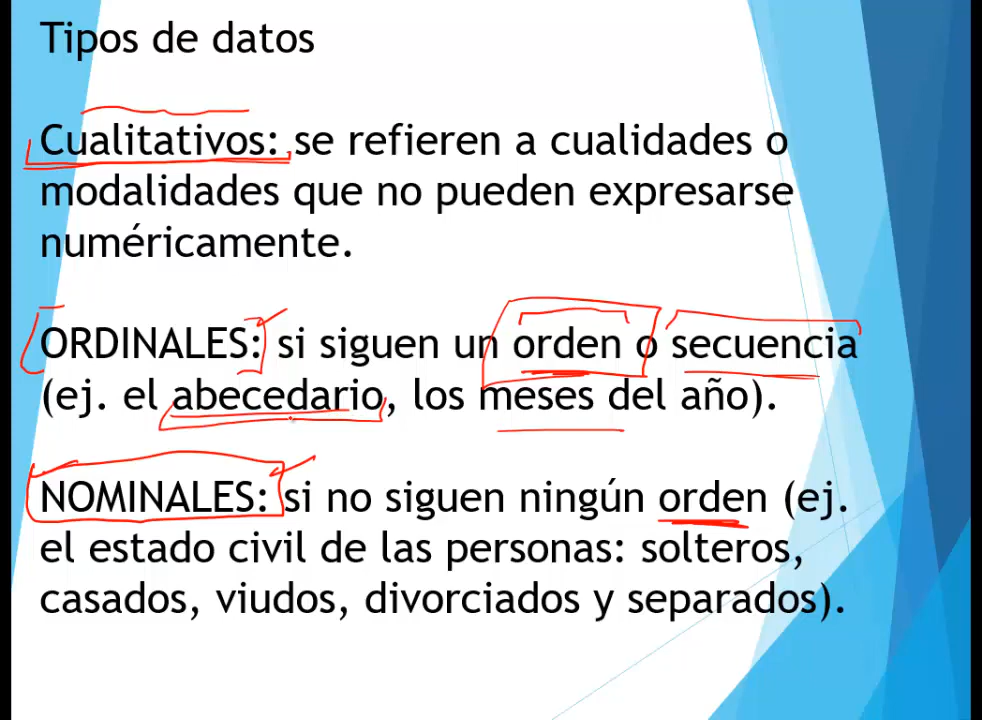 Tipos de datos
Cualitativos: se refieren a cualidades o
modalidades que no pueden expresarse
numéricamente.
ORDINALES: si siguen un orden o secuencia
(ej. el abecedario, los meses del año).
NOMINALES: si no siguen ningún orden (ej.
el estado civil de las personas: solteros,
casados, viudos, divorciados y separados).